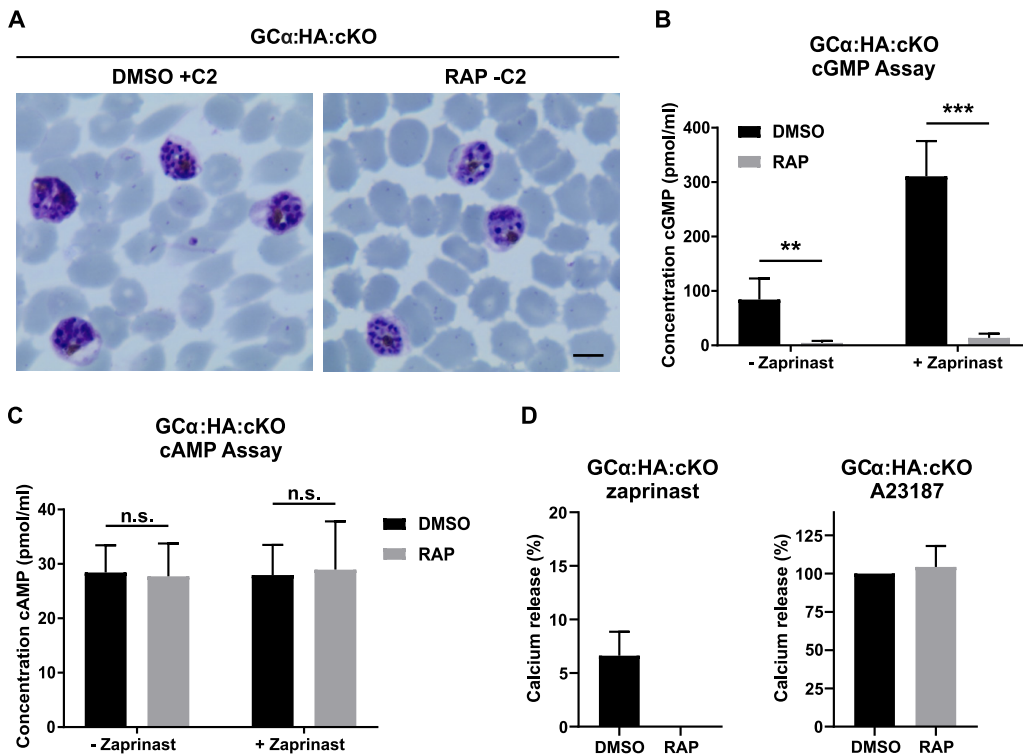 A
GCα:HA:cKO
DMSO +C2
RAP -C2
B
GCα:HA:cKO
cGMP Assay
Concentration cGMP (pmol/ml)
400
300
200
100
0
DMSO
RAP
**
***
- Zaprinast
+ Zaprinast
C
GCα:HA:cKO
cAMP Assay
Concentration cAMP (pmol/ml)
40
30
20
10
0
n.s.
n.s.
DMSO
RAP
- Zaprinast
+ Zaprinast
D
GCα:HA:cKO
zaprinast
Calcium release (%)
20
15
10
5
0
DMSO
RAP
GCα:HA:cKO
A23187
Calcium release (%)
125
100
75
50
25
0
DMSO
RAP